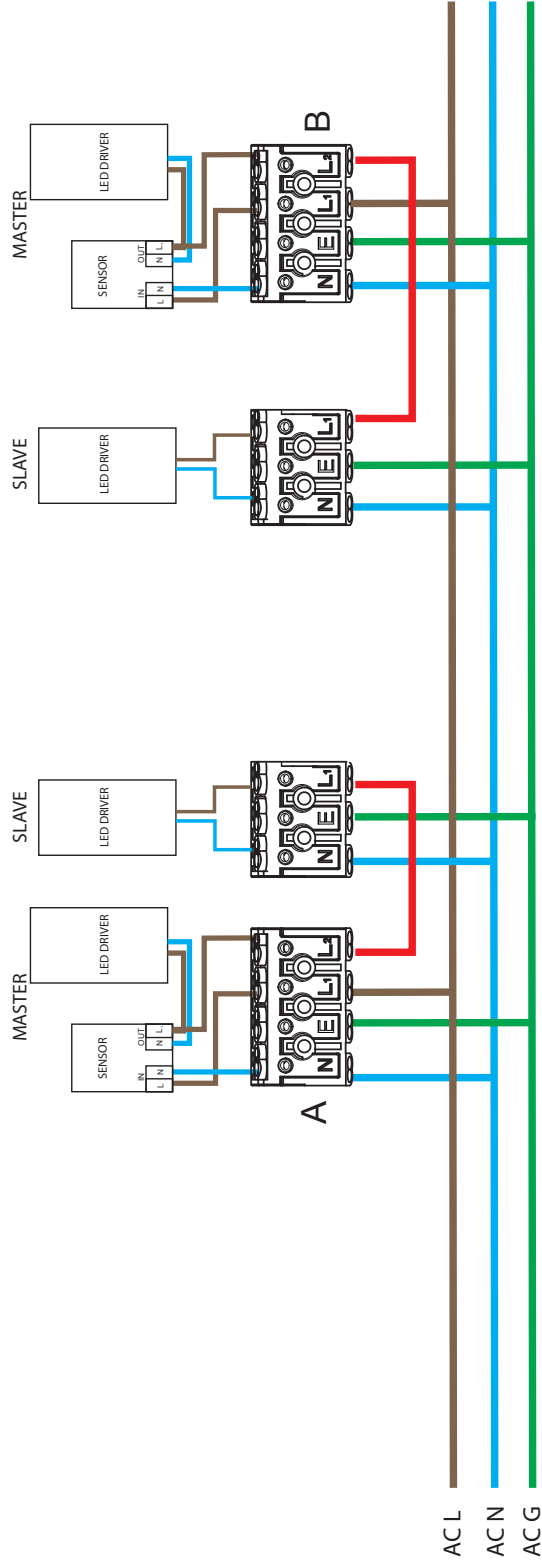 MASTER
SENSOR
IN OUT
L N N L
LED DRIVER
A
N E L1 L2
SLAVE
LED DRIVER
N E L1
SLAVE
LED DRIVER
N E L1
MASTER
SENSOR
IN OUT
L N N L
LED DRIVER
N E L1 L2
B
AC L
AC N
AC G